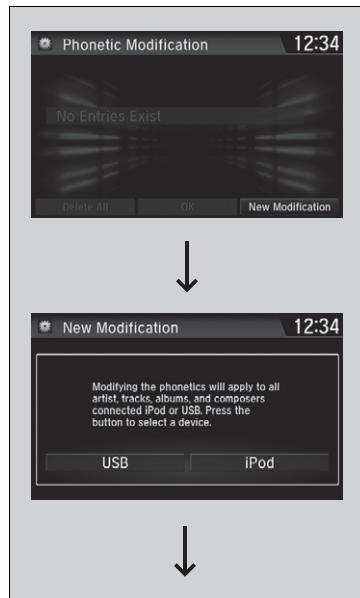 Phonetic Modification 12:34
No Entries Exist
Delete All OK New Modification
New Modification 12:34
Modifying the phonetics will apply to all
artist, tracks, albums, and composers
connected iPod or USB. Press the
button to select a device.
USB iPod